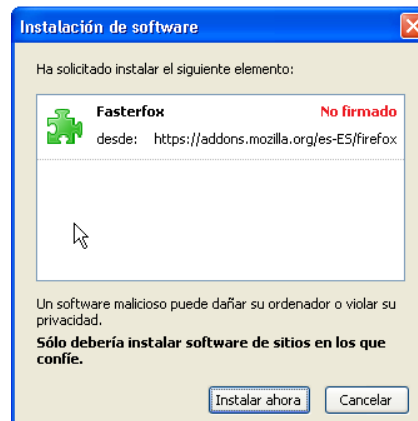 Instalación de software
Ha solicitado instalar el siguiente elemento:
Fasterfox No firmado
desde: https://addons.mozilla.org/es-ES/firefox
Un software malicioso puede dañar su ordenador o violar su
privacidad.
Sólo debería instalar software de sitios en los que
confíe.
Instalar ahora Cancelar